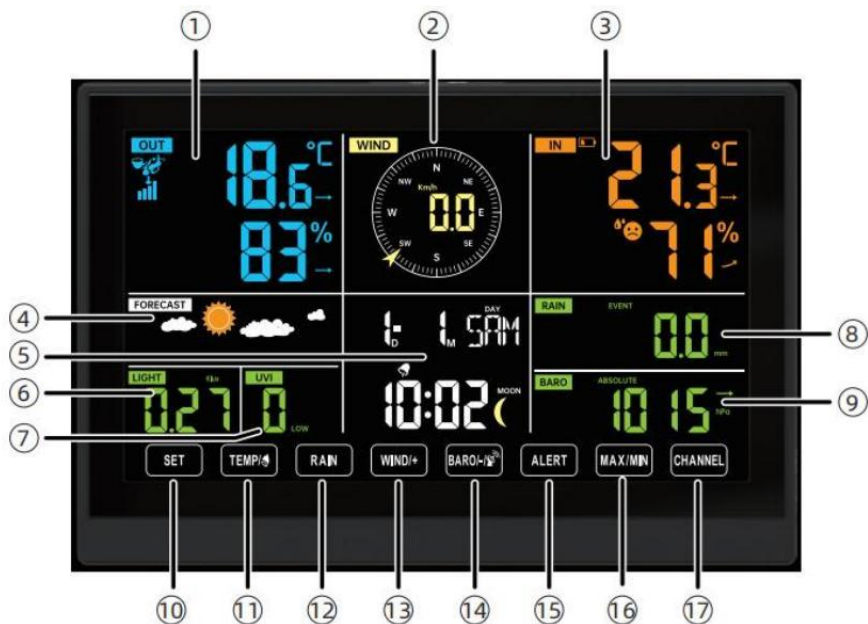 ① ② ③
OUT 18.6 °C
83 %
WIND
N
NW NE
Km/h
W 0.0 E
SW SE
S
IN 21.3 °C
71 %
④ FORECAST
⑤
DAY
1 D - 1 M SAM
RAIN EVENT
0.0 mm ⑧
⑥ LIGHT Klux
0.27
⑦ UVI
0 LOW
10:02 MOON
BARO ABSOLUTE
1015 hPa ⑨
SET TEMP/ RAIN WIND/+ BARO/-/ ALERT MAX/MIN CHANNEL
⑩ ⑪ ⑫ ⑬ ⑭ ⑮ ⑯ ⑰